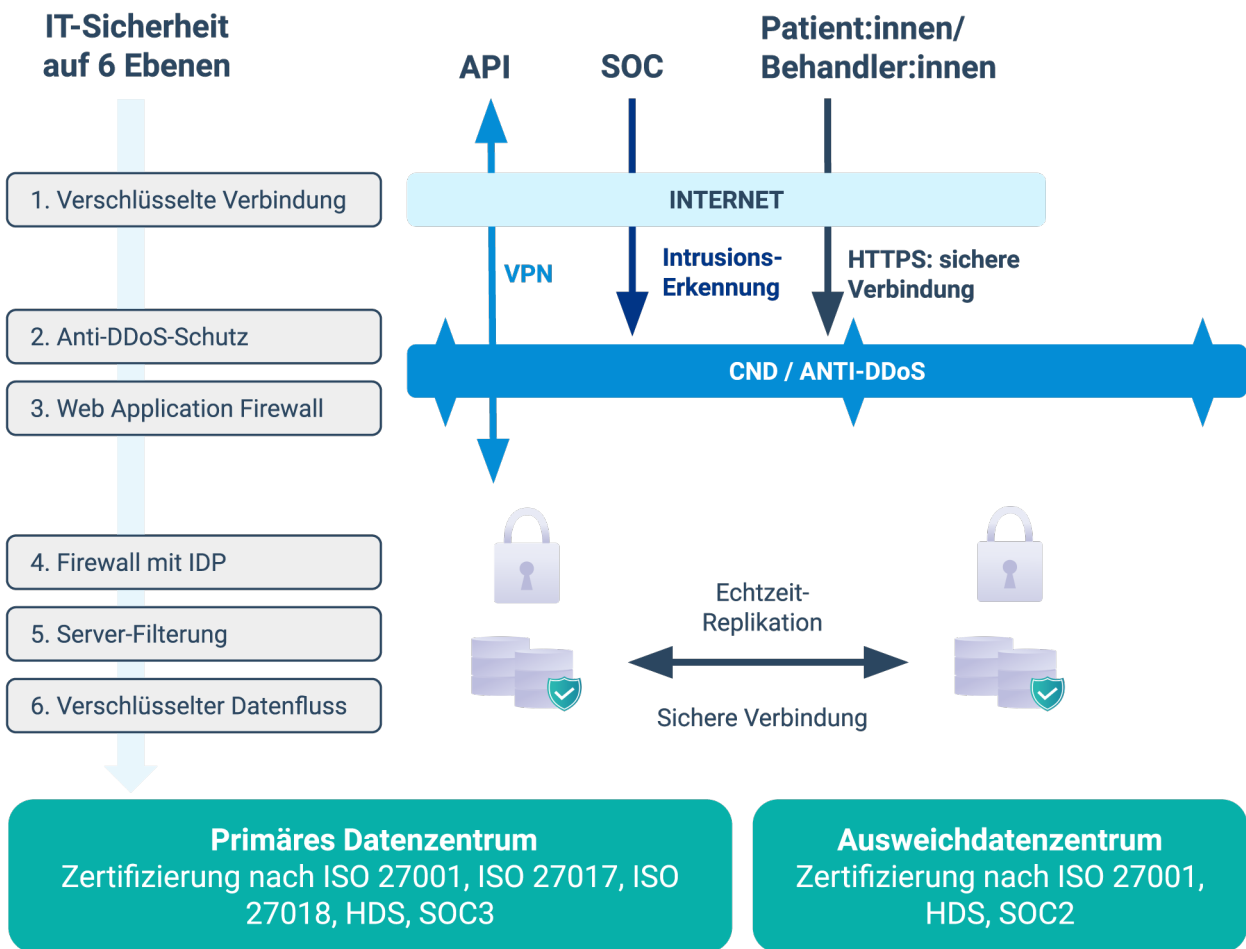 IT-Sicherheit
auf 6 Ebenen
API
SOC
Patient:innen/
Behandler:innen
1. Verschlüsselte Verbindung
INTERNET
VPN
Intrusions-
Erkennung
HTTPS: sichere
Verbindung
2. Anti-DDoS-Schutz
CND / ANTI-DDoS
3. Web Application Firewall
4. Firewall mit IDP
5. Server-Filterung
6. Verschlüsselter Datenfluss
Echtzeit-
Replikation
Sichere Verbindung
Primäres Datenzentrum
Zertifizierung nach ISO 27001, ISO 27017, ISO
27018, HDS, SOC3
Ausweichdatenzentrum
Zertifizierung nach ISO 27001,
HDS, SOC2